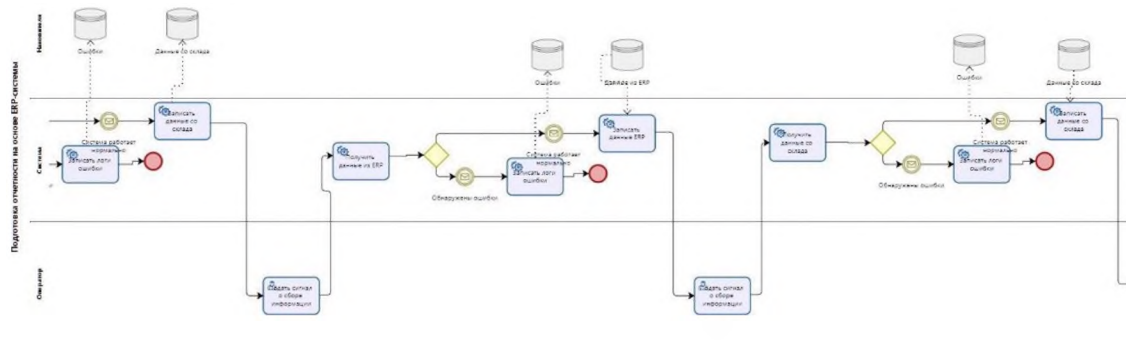 Подготовка отчетности на основе ERP-системы
Накопители
Система
Оператор
Ошибки
Данные со склада
Записать
данные со
склада
Система работает
нормально
Записать логи
ошибки
Создать сигнал
о сборе
информации
Получить
данные из ERP
Обнаружены ошибки
Ошибки
Данные из ERP
Система работает
нормально
Записать логи
ошибки
Записать
данные ERP
Создать сигнал
о сборе
информации
Получить
данные со
склада
Обнаружены ошибки
Ошибки
Данные со склада
Система работает
нормально
Записать логи
ошибки
Записать
данные со
склада